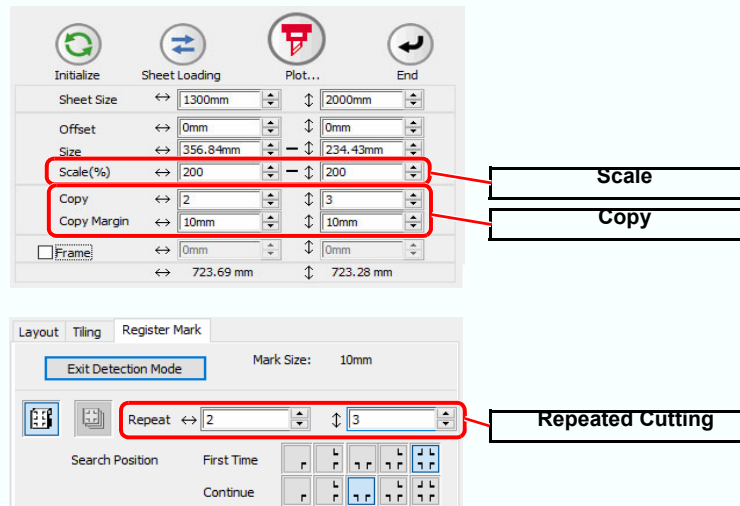 Initialize Sheet Loading Plot... End
Sheet Size ↔ 1300mm ↕ 2000mm
Offset ↔ 0mm ↕ 0mm
Size ↔ 356.84mm ↕ 234.43mm
Scale(%) ↔ 200 ↕ 200
Scale
Copy ↔ 2 ↕ 3
Copy
Copy Margin ↔ 10mm ↕ 10mm
Frame ↔ 0mm ↕ 0mm
↔ 723.69 mm ↕ 723.28 mm
Layout Tiling Register Mark
Exit Detection Mode Mark Size: 10mm
Repeat ↔ 2 ↕ 3
Repeated Cutting
Search Position First Time
Continue